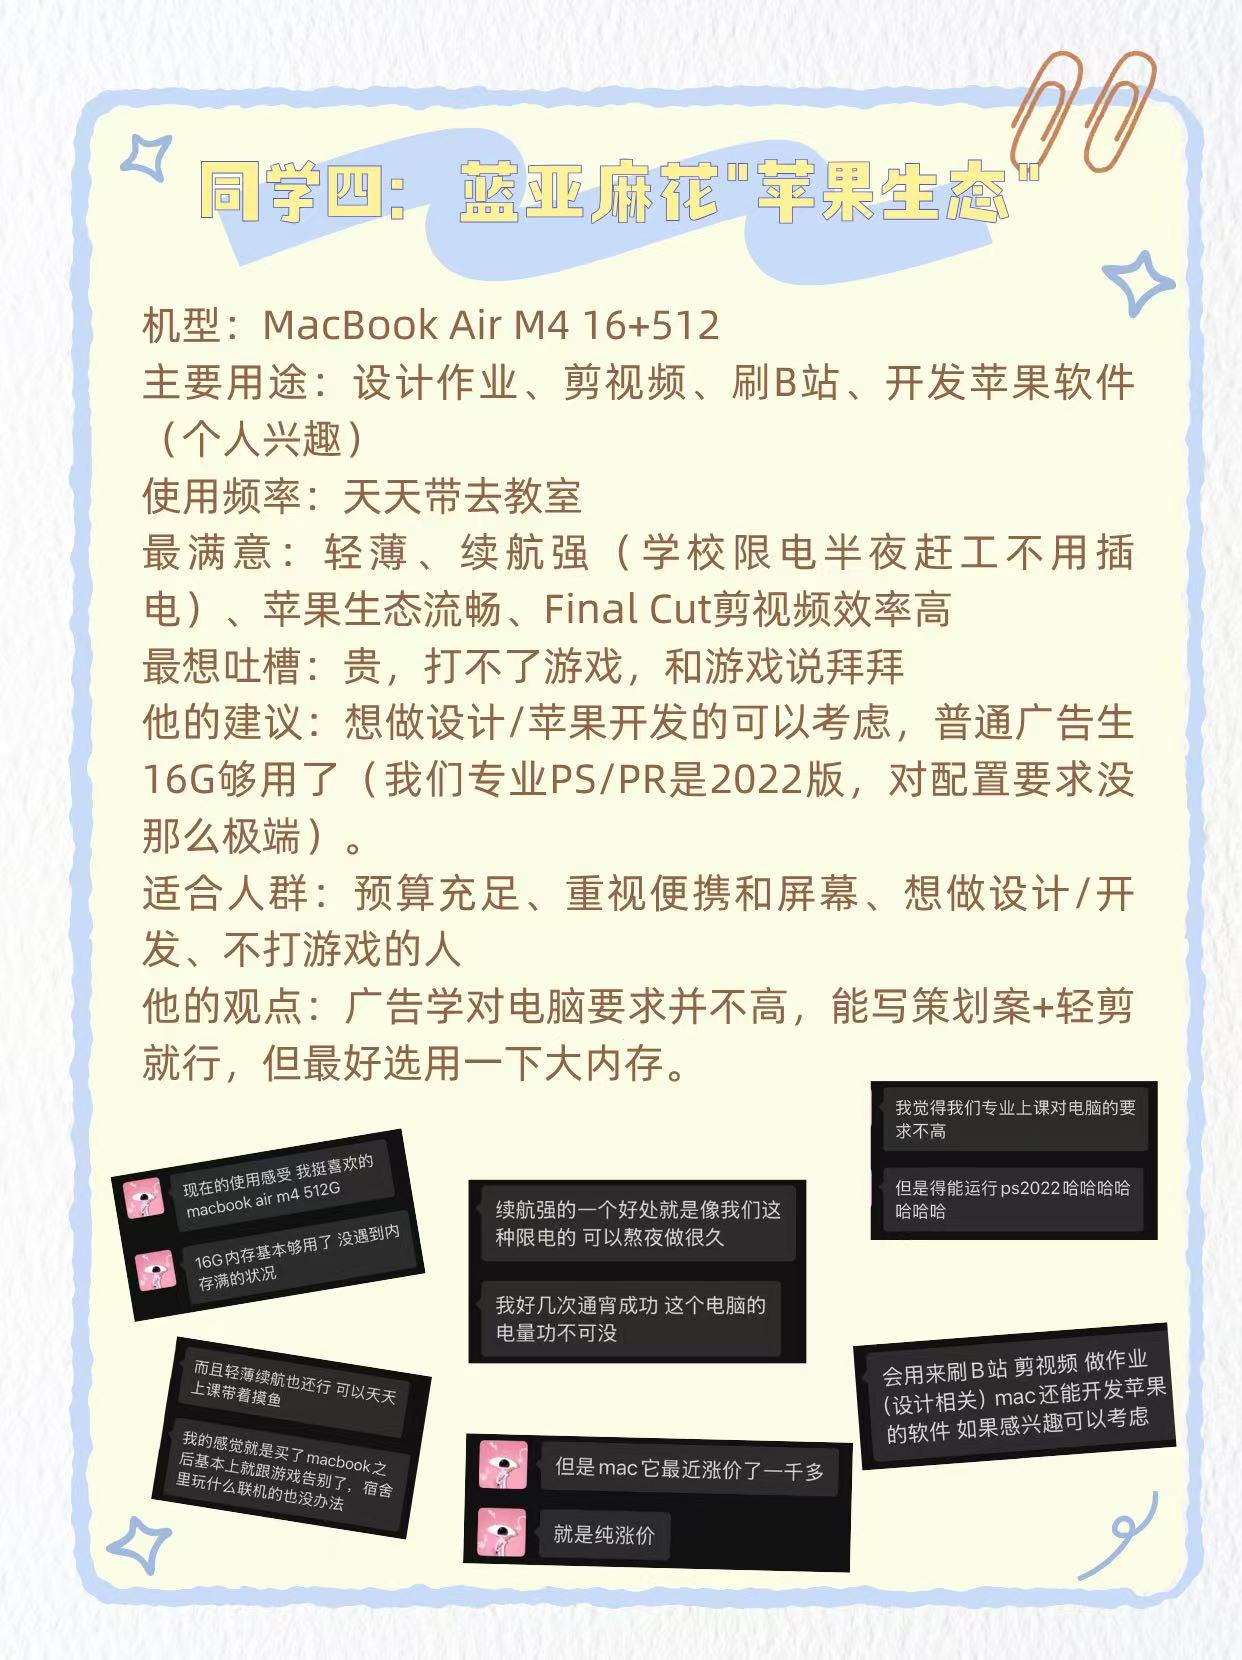 同学四： 蓝亚麻花"苹果生态"
机型：MacBook Air M4 16+512
主要用途：设计作业、剪视频、刷B站、开发苹果软件
（个人兴趣）
使用频率：天天带去教室
最满意：轻薄、续航强（学校限电半夜赶工不用插
电）、苹果生态流畅、Final Cut剪视频效率高
最想吐槽：贵，打不了游戏，和游戏说拜拜
他的建议：想做设计/苹果开发的可以考虑，普通广告生
16G够用了（我们专业PS/PR是2022版，对配置要求没
那么极端）。
适合人群：预算充足、重视便携和屏幕、想做设计/开
发、不打游戏的人
他的观点：广告学对电脑要求并不高，能写策划案+轻剪
就行，但最好选用一下大内存。
我觉得我们专业上课对电脑的要
求不高
但是得能运行ps2022哈哈哈哈
哈哈哈
现在的使用感受 我挺喜欢的
macbook air m4 512G
16G内存基本够用了 没遇到内
存满的状况
续航强的一个好处就是像我们这
种限电的 可以熬夜做很久
我好几次通宵成功 这个电脑的
电量功不可没
而且轻薄续航也还行 可以天天
上课带着摸鱼
我的感觉就是买了macbook之
后基本上就跟游戏告别了，宿舍
里玩什么联机的也没办法
会用来刷B站 剪视频 做作业
(设计相关) mac还能开发苹果
的软件 如果感兴趣可以考虑
但是mac它最近涨价了一千多
就是纯涨价